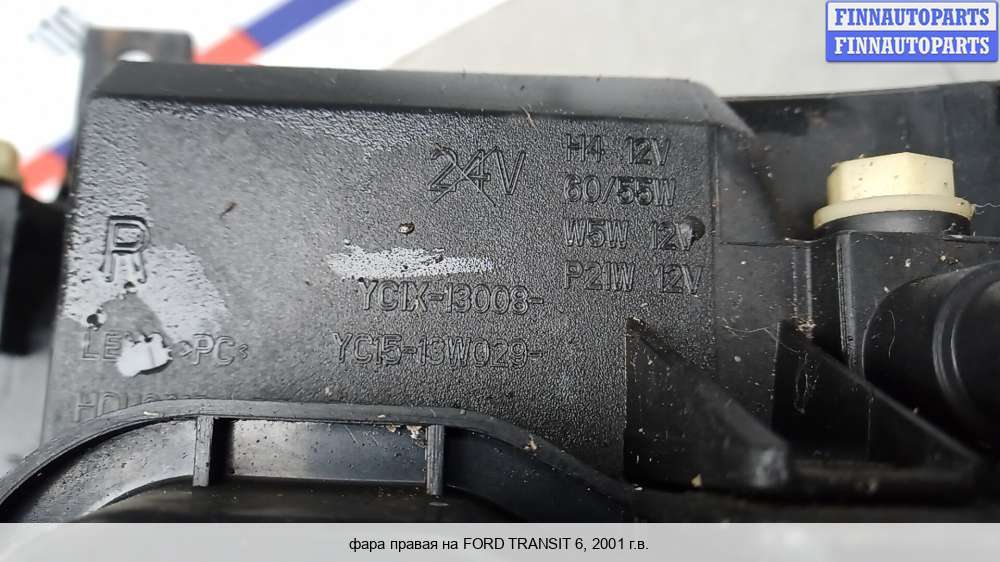 FINNAUTOPARTS
FINNAUTOPARTS
24V
H4 12V
60/55W
W5W 12V
P21W 12V
R
YC1X-13008-
YC15-13W029-
>PC<
фара правая на FORD TRANSIT 6, 2001 г.в.